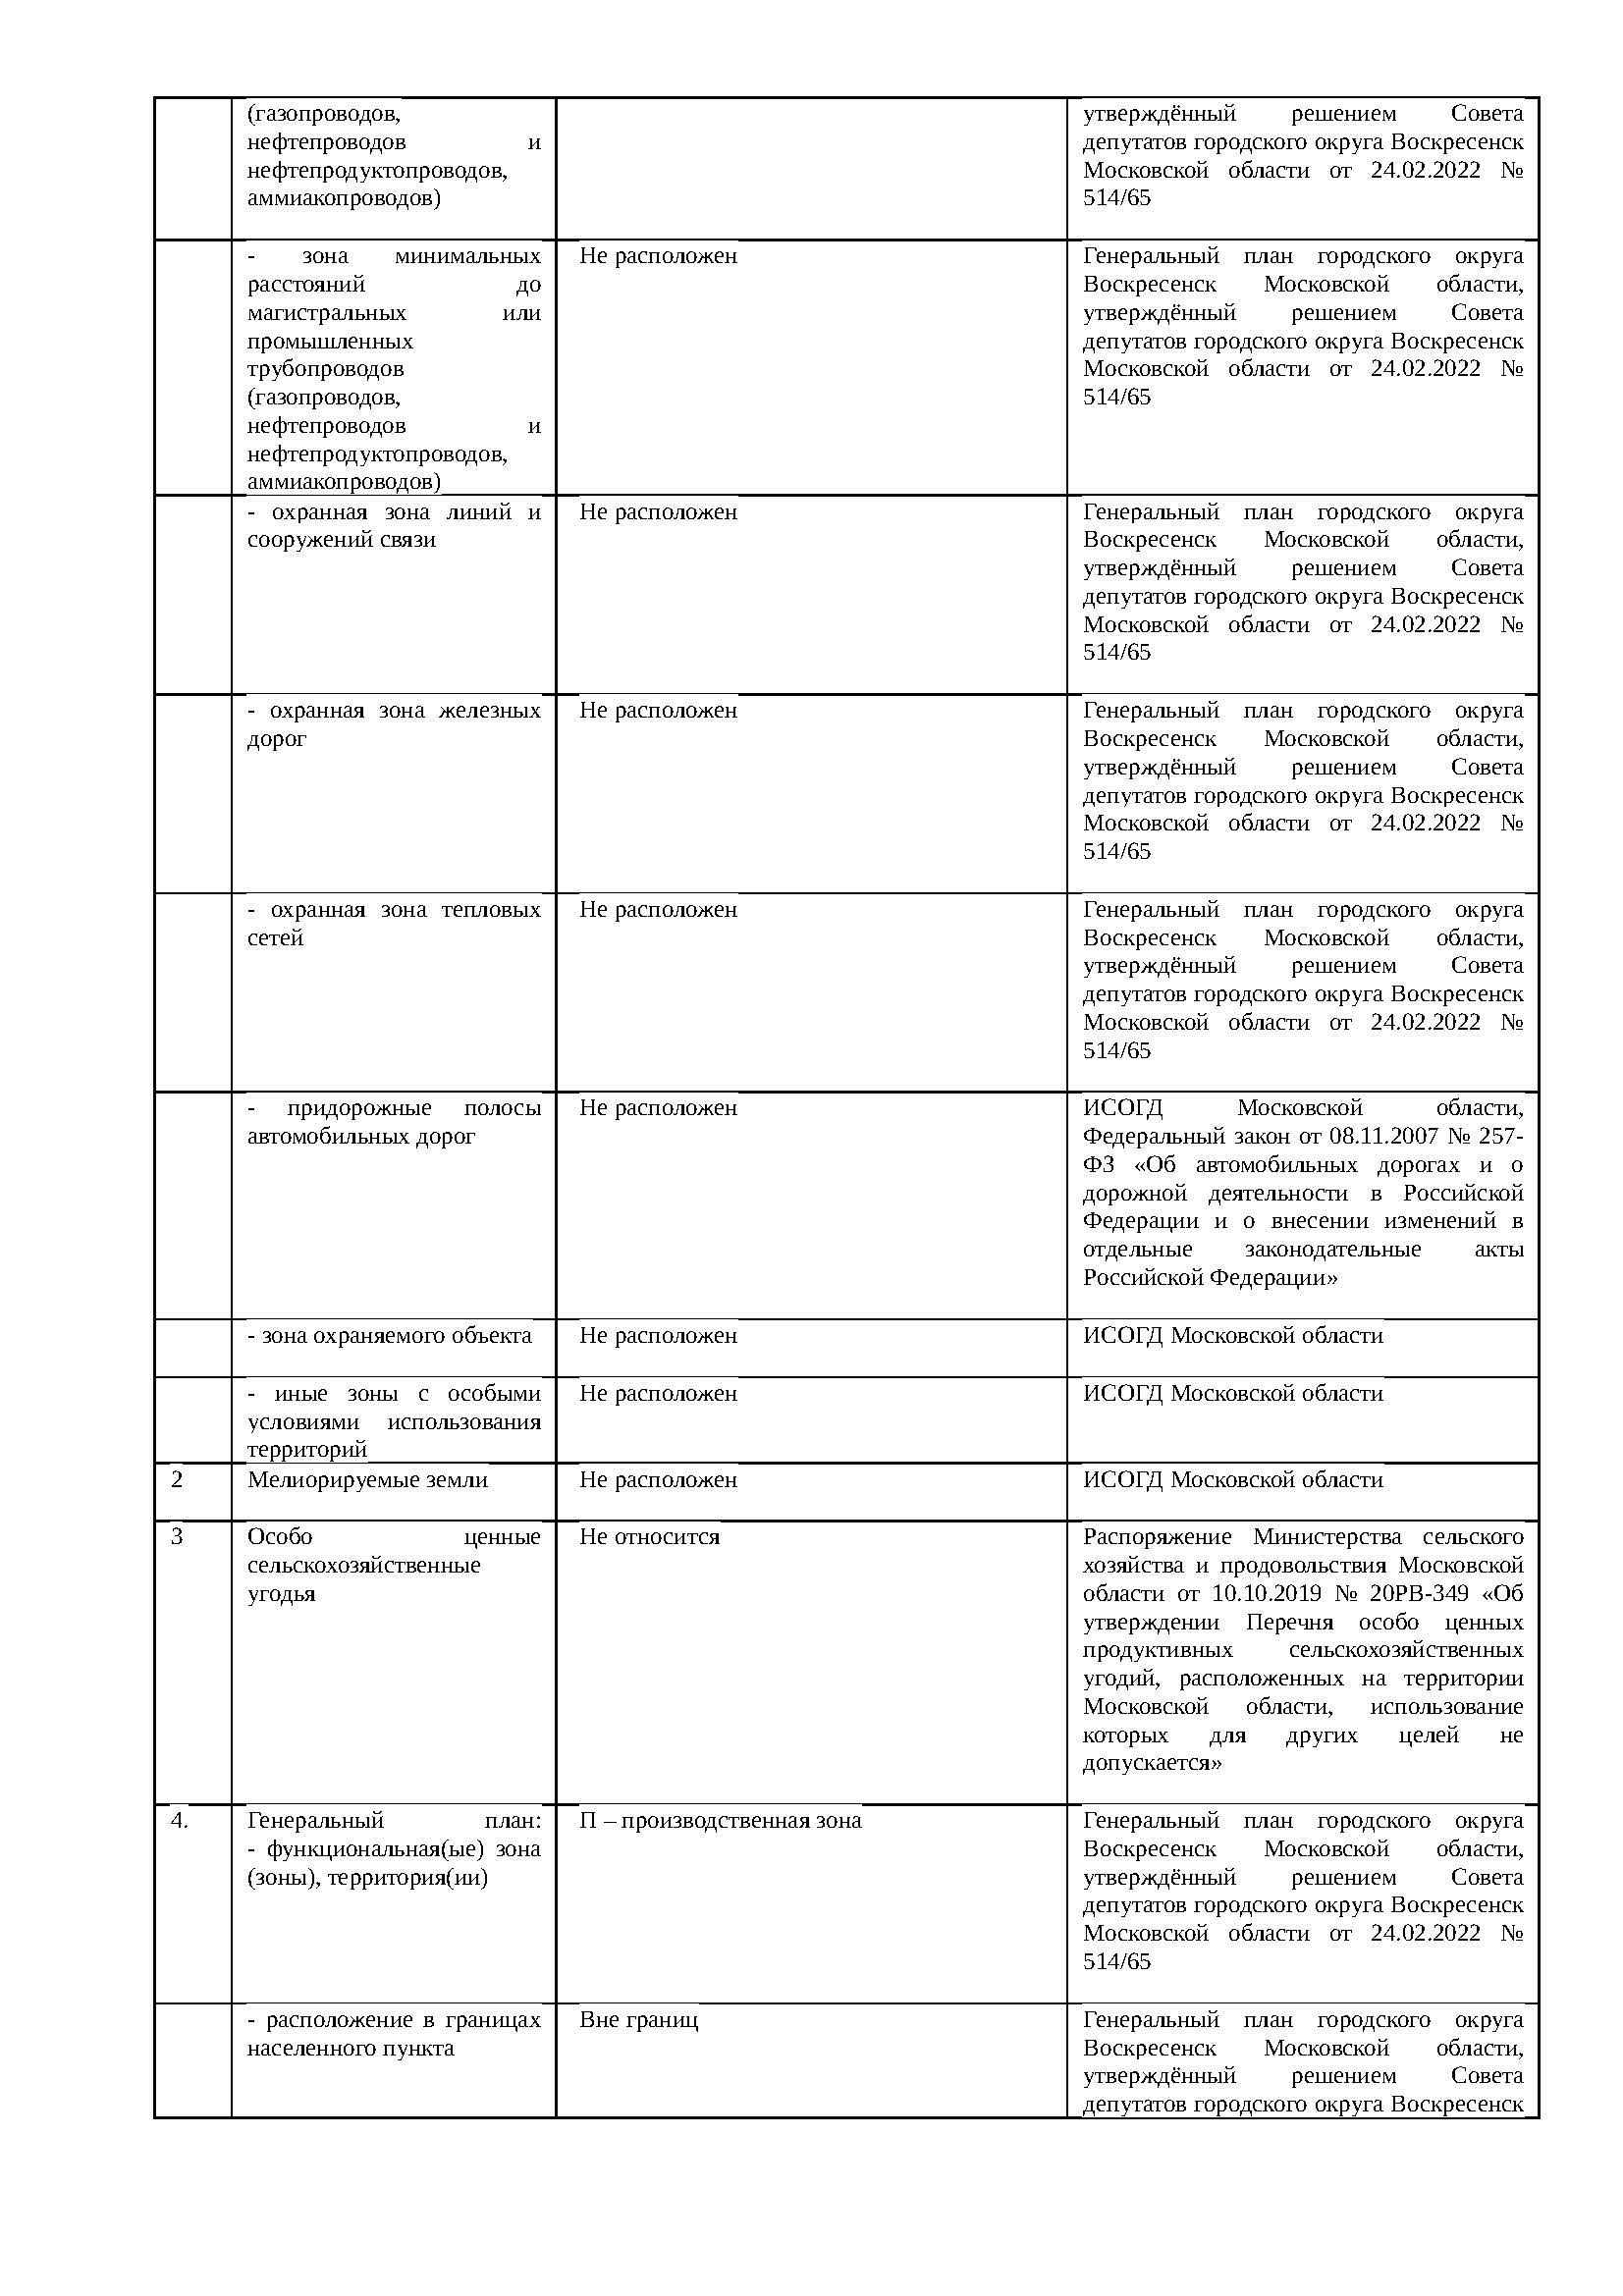 (газопроводов,
нефтепроводов и
нефтепродуктопроводов,
аммиакопроводов)
утверждённый решением Совета
депутатов городского округа Воскресенск
Московской области от 24.02.2022 №
514/65
- зона минимальных
расстояний до
магистральных или
промышленных
трубопроводов
(газопроводов,
нефтепроводов и
нефтепродуктопроводов,
аммиакопроводов)
Не расположен
Генеральный план городского округа
Воскресенск Московской области,
утверждённый решением Совета
депутатов городского округа Воскресенск
Московской области от 24.02.2022 №
514/65
- охранная зона линий и
сооружений связи
Не расположен
Генеральный план городского округа
Воскресенск Московской области,
утверждённый решением Совета
депутатов городского округа Воскресенск
Московской области от 24.02.2022 №
514/65
- охранная зона железных
дорог
Не расположен
Генеральный план городского округа
Воскресенск Московской области,
утверждённый решением Совета
депутатов городского округа Воскресенск
Московской области от 24.02.2022 №
514/65
- охранная зона тепловых
сетей
Не расположен
Генеральный план городского округа
Воскресенск Московской области,
утверждённый решением Совета
депутатов городского округа Воскресенск
Московской области от 24.02.2022 №
514/65
- придорожные полосы
автомобильных дорог
Не расположен
ИСОГД Московской области,
Федеральный закон от 08.11.2007 № 257-
ФЗ «Об автомобильных дорогах и о
дорожной деятельности в Российской
Федерации и о внесении изменений в
отдельные законодательные акты
Российской Федерации»
- зона охраняемого объекта
Не расположен
ИСОГД Московской области
- иные зоны с особыми
условиями использования
территорий
Не расположен
ИСОГД Московской области
2
Мелиорируемые земли
Не расположен
ИСОГД Московской области
3
Особо ценные
сельскохозяйственные
угодья
Не относится
Распоряжение Министерства сельского
хозяйства и продовольствия Московской
области от 10.10.2019 № 20РВ-349 «Об
утверждении Перечня особо ценных
продуктивных сельскохозяйственных
угодий, расположенных на территории
Московской области, использование
которых для других целей не
допускается»
4.
Генеральный план:
- функциональная(ые) зона
(зоны), территория(ии)
П – производственная зона
Генеральный план городского округа
Воскресенск Московской области,
утверждённый решением Совета
депутатов городского округа Воскресенск
Московской области от 24.02.2022 №
514/65
- расположение в границах
населенного пункта
Вне границ
Генеральный план городского округа
Воскресенск Московской области,
утверждённый решением Совета
депутатов городского округа Воскресенск